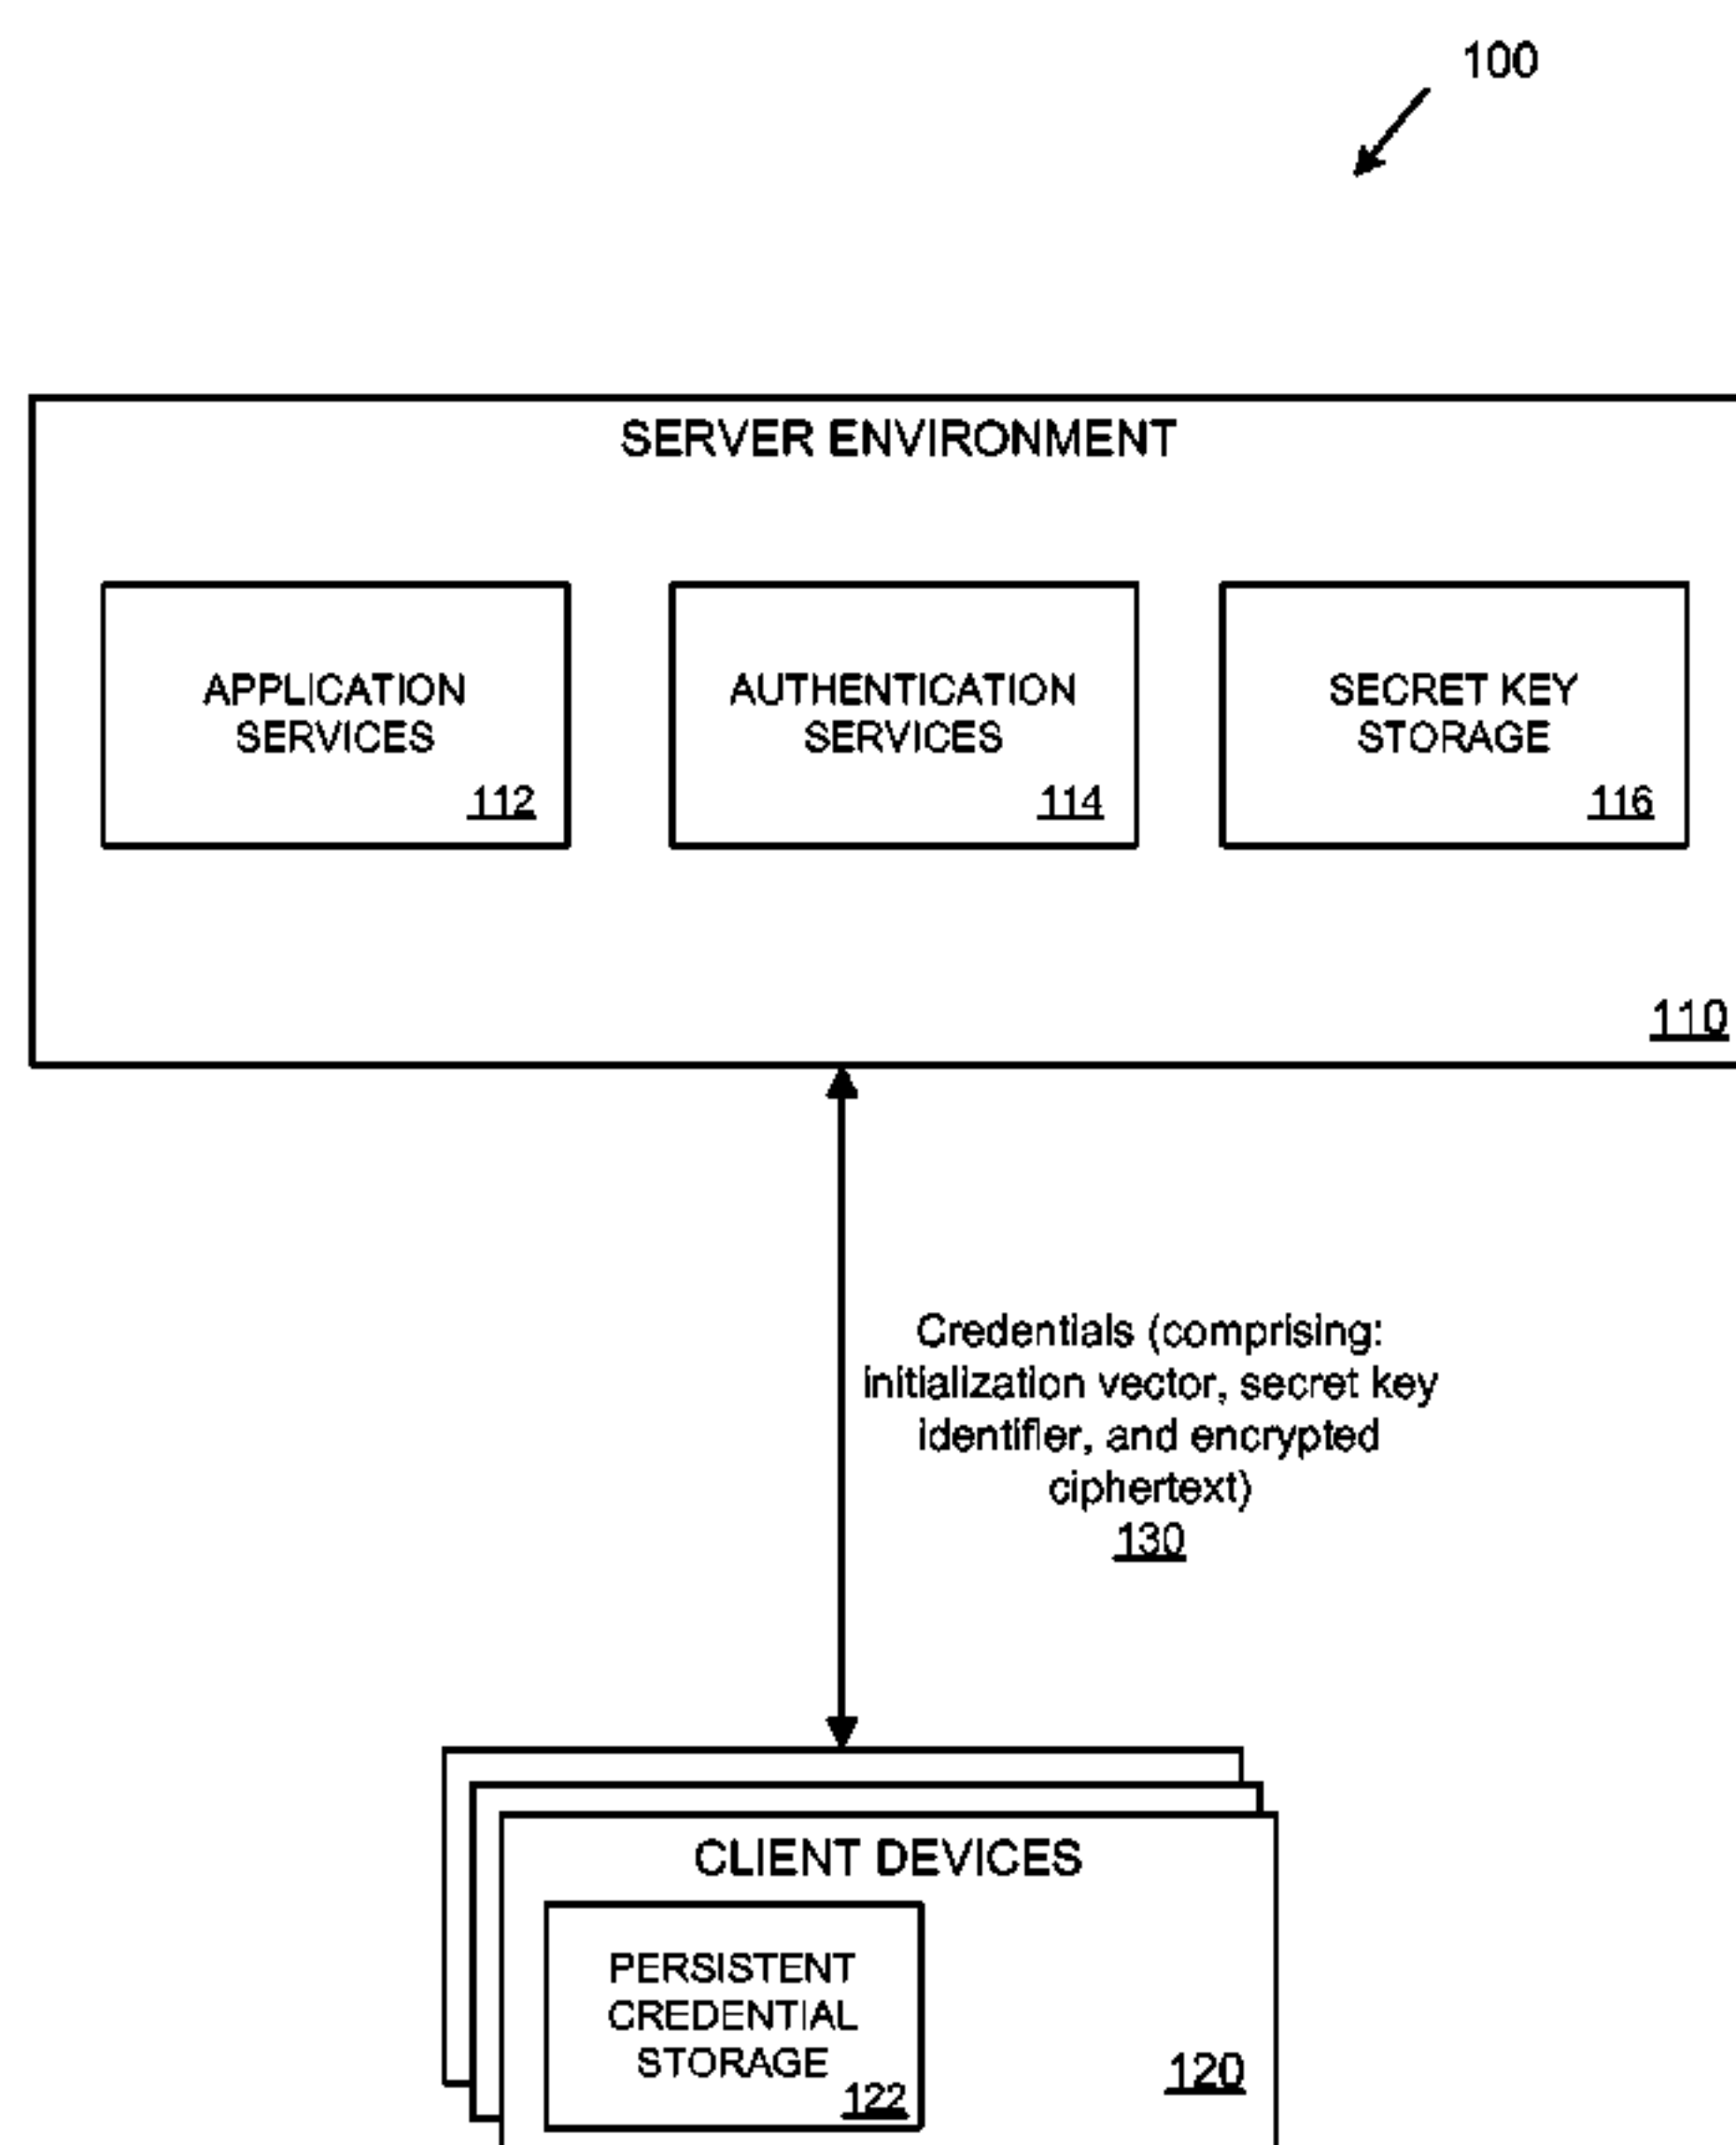 100
SERVER ENVIRONMENT
APPLICATION
SERVICES
112
AUTHENTICATION
SERVICES
114
SECRET KEY
STORAGE
116
110
Credentials (comprising:
initialization vector, secret key
identifier, and encrypted
ciphertext)
130
CLIENT DEVICES
PERSISTENT
CREDENTIAL
STORAGE
122
120